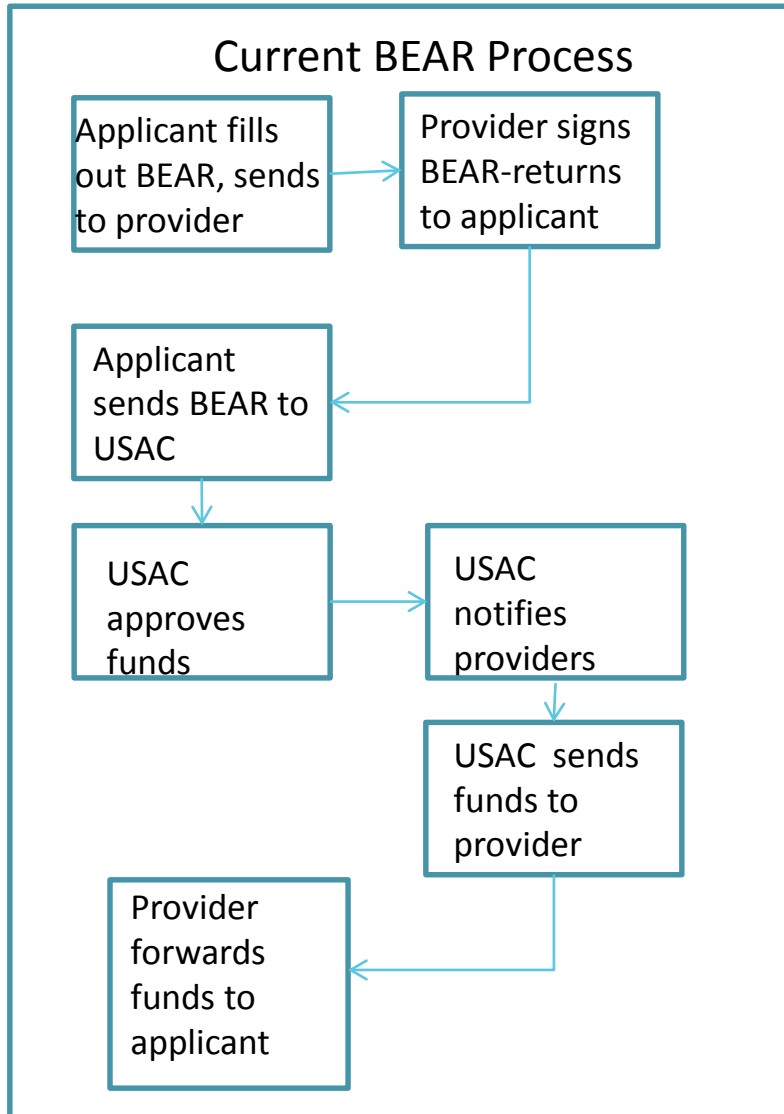 Current BEAR Process
Applicant fills
out BEAR, sends
to provider
Provider signs
BEAR-returns
to applicant
Applicant
sends BEAR to
USAC
USAC
approves
funds
USAC
notifies
providers
USAC  sends
funds to
provider
Provider
forwards
funds to
applicant